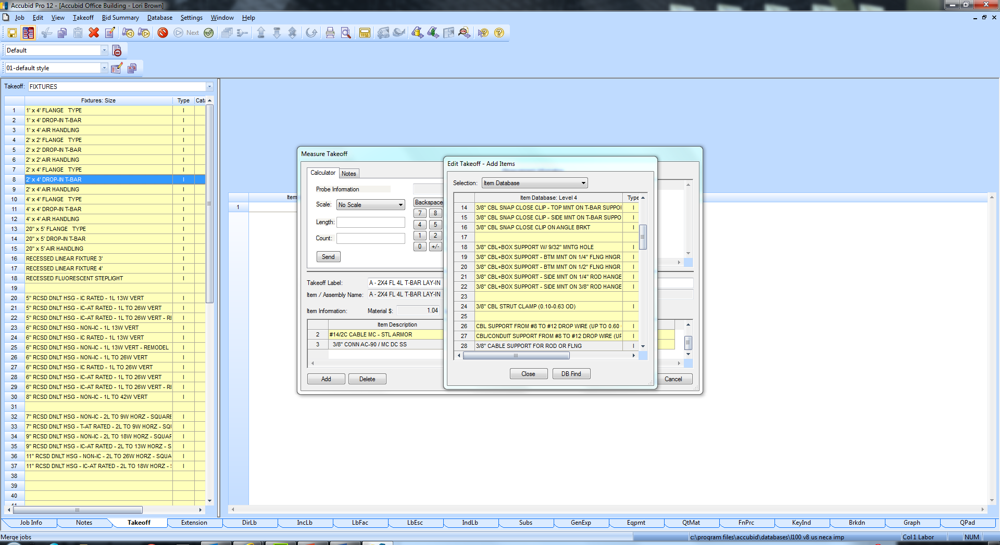 Accubid Pro 12 - [Accubid Office Building - Lori Brown]
Job Edit View Takeoff Bid Summary Database Settings Window Help
Next
Default
01-default style
Takeoff: FIXTURES
Fixtures: Size Type Cata
1 1' x 4' FLANGE TYPE I
2 1' x 4' DROP-IN T-BAR I
3 1' x 4' AIR HANDLING I
4 2' x 2' FLANGE TYPE I
5 2' x 2' DROP-IN T-BAR I
6 2' x 2' AIR HANDLING I
7 2' x 4' FLANGE TYPE I
8 2' x 4' DROP-IN T-BAR I
9 2' x 4' AIR HANDLING I
10 4' x 4' FLANGE TYPE I
11 4' x 4' DROP-IN T-BAR I
12 4' x 4' AIR HANDLING I
13 20" x 5' FLANGE TYPE I
14 20" x 5' DROP-IN T-BAR I
15 20" x 5' AIR HANDLING I
16 RECESSED LINEAR FIXTURE 3' I
17 RECESSED LINEAR FIXTURE 4' I
18 RECESSED FLUORESCENT STEPLIGHT I
19
20 5" RCSD DNLT HSG - IC RATED - 1L 13W VERT I
21 5" RCSD DNLT HSG - IC-AT RATED - 1L TO 26W VERT I
22 5" RCSD DNLT HSG - IC-AT RATED - 1L TO 26W VERT - RI I
23 6" RCSD DNLT HSG - NON-IC - 1L 13W VERT I
24 6" RCSD DNLT HSG - IC RATED - 1L 13W VERT I
25 6" RCSD DNLT HSG - NON-IC - 1L 13W VERT - REMODEL I
26 6" RCSD DNLT HSG - NON-IC - 1L TO 26W VERT I
27 6" RCSD DNLT HSG - IC RATED - 1L TO 26W VERT I
28 6" RCSD DNLT HSG - IC-AT RATED - 1L TO 26W VERT I
29 6" RCSD DNLT HSG - IC-AT RATED - 1L TO 26W VERT - RI I
30 8" RCSD DNLT HSG - NON-IC - 1L TO 42W VERT I
31
32 7" RCSD DNLT HSG - NON-IC - 2L TO 9W HORZ - SQUARE I
33 7" RCSD DNLT HSG - T-AT RATED - 2L TO 9W HORZ - SQU I
34 9" RCSD DNLT HSG - NON-IC - 2L TO 18W HORZ - SQUAR I
35 9" RCSD DNLT HSG - IC-AT RATED - 2L TO 13W HORZ - S I
36 11" RCSD DNLT HSG - NON-IC - 2L TO 26W HORZ - SQUA I
37 11" RCSD DNLT HSG - IC-AT RATED - 2L TO 18W HORZ - I
38
39
40
41
Item
1
Measure Takeoff
Calculator Notes
Probe Information
Scale: No Scale
Length:
Count:
Send
Backspace
7 8
4 5
1 2
0 +/-
Takeoff Label: A - 2X4 FL 4L T-BAR LAY-IN
Item / Assembly Name: A - 2X4 FL 4L T-BAR LAY-IN
Item Information: Material $: 1.04
Item Description
2 #14/2C CABLE MC - STL ARMOR
3 3/8" CONN AC-90 / MC DC SS
Add Delete Cancel
Edit Takeoff - Add Items
Selection: Item Database
Item Database: Level 4 Type
14 3/8" CBL SNAP CLOSE CLIP - TOP MNT ON T-BAR SUPPOI I
15 3/8" CBL SNAP CLOSE CLIP - SIDE MNT ON T-BAR SUPPO I
16 3/8" CBL SNAP CLOSE CLIP ON ANGLE BRKT I
17
18 3/8" CBL+BOX SUPPORT W/ 9/32" MNTG HOLE I
19 3/8" CBL+BOX SUPPORT - BTM MNT ON 1/4" FLNG HNGR I
20 3/8" CBL+BOX SUPPORT - BTM MNT ON 1/2" FLNG HNGR I
21 3/8" CBL+BOX SUPPORT - SIDE MNT ON 1/4" ROD HANGE I
22 3/8" CBL+BOX SUPPORT - SIDE MNT ON 3/8" ROD HANGE I
23
24 3/8" CBL STRUT CLAMP (0.10-0.63 OD) I
25
26 CBL SUPPORT FROM #8 TO #12 DROP WIRE (UP TO 0.60 I
27 CBL/CONDUIT SUPPORT FROM #8 TO #12 DROP WIRE (UF I
28 3/8" CABLE SUPPORT FOR ROD OR FLNG I
Close DB Find
Job Info Notes Takeoff Extension DirLb IncLb LbFac LbEsc IndLb Subs GenExp Eqpmt QtMat FnPrc KeyInd Brkdn Graph QPad
Merge jobs c:\program files\accubid\databases\l100 v8 us neca imp Col 1 Labor NUM